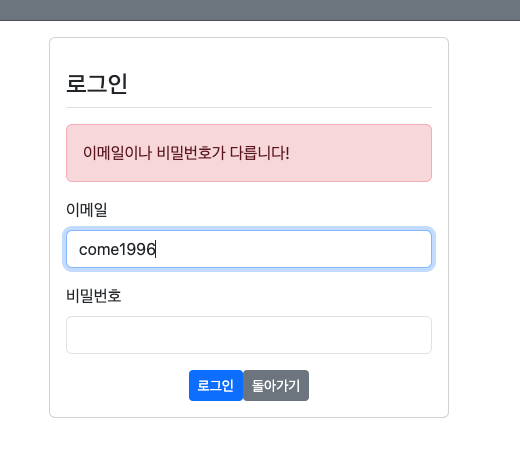 로그인
이메일이나 비밀번호가 다릅니다!
이메일
come1996
비밀번호
로그인 돌아가기